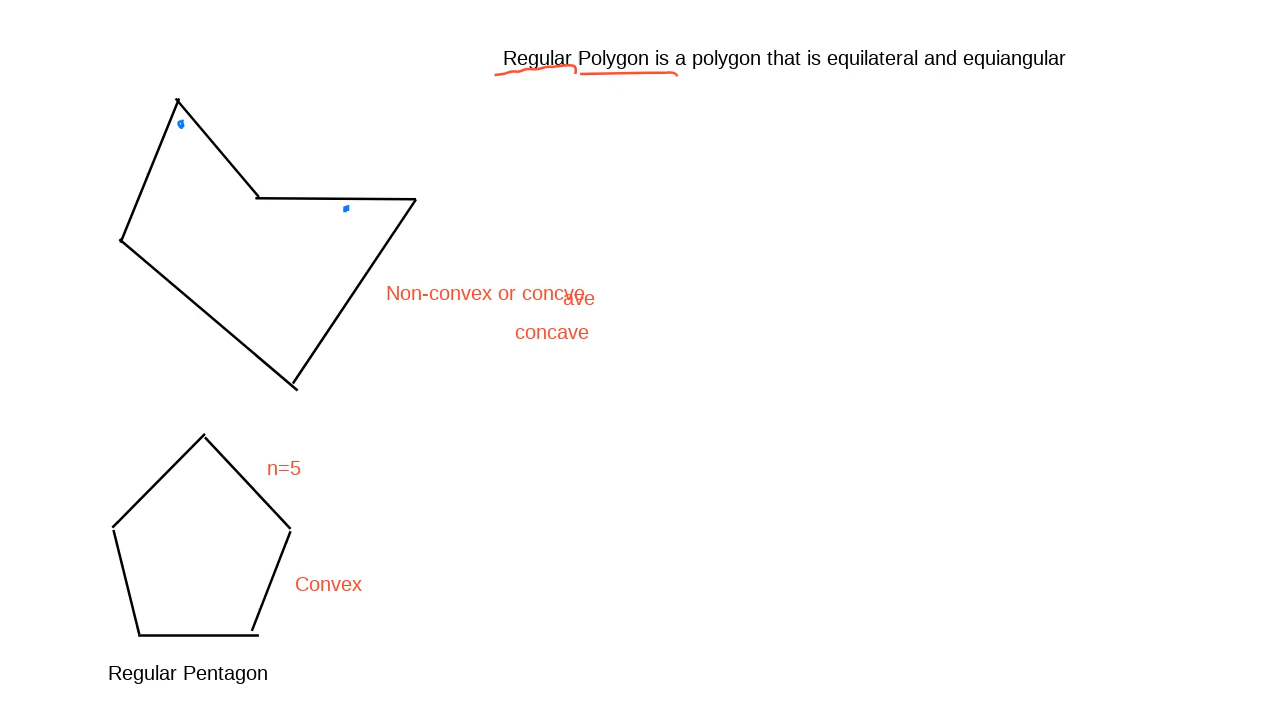 Regular Polygon is a polygon that is equilateral and equiangular
Non-convex or concve
ave
concave
n=5
Convex
Regular Pentagon